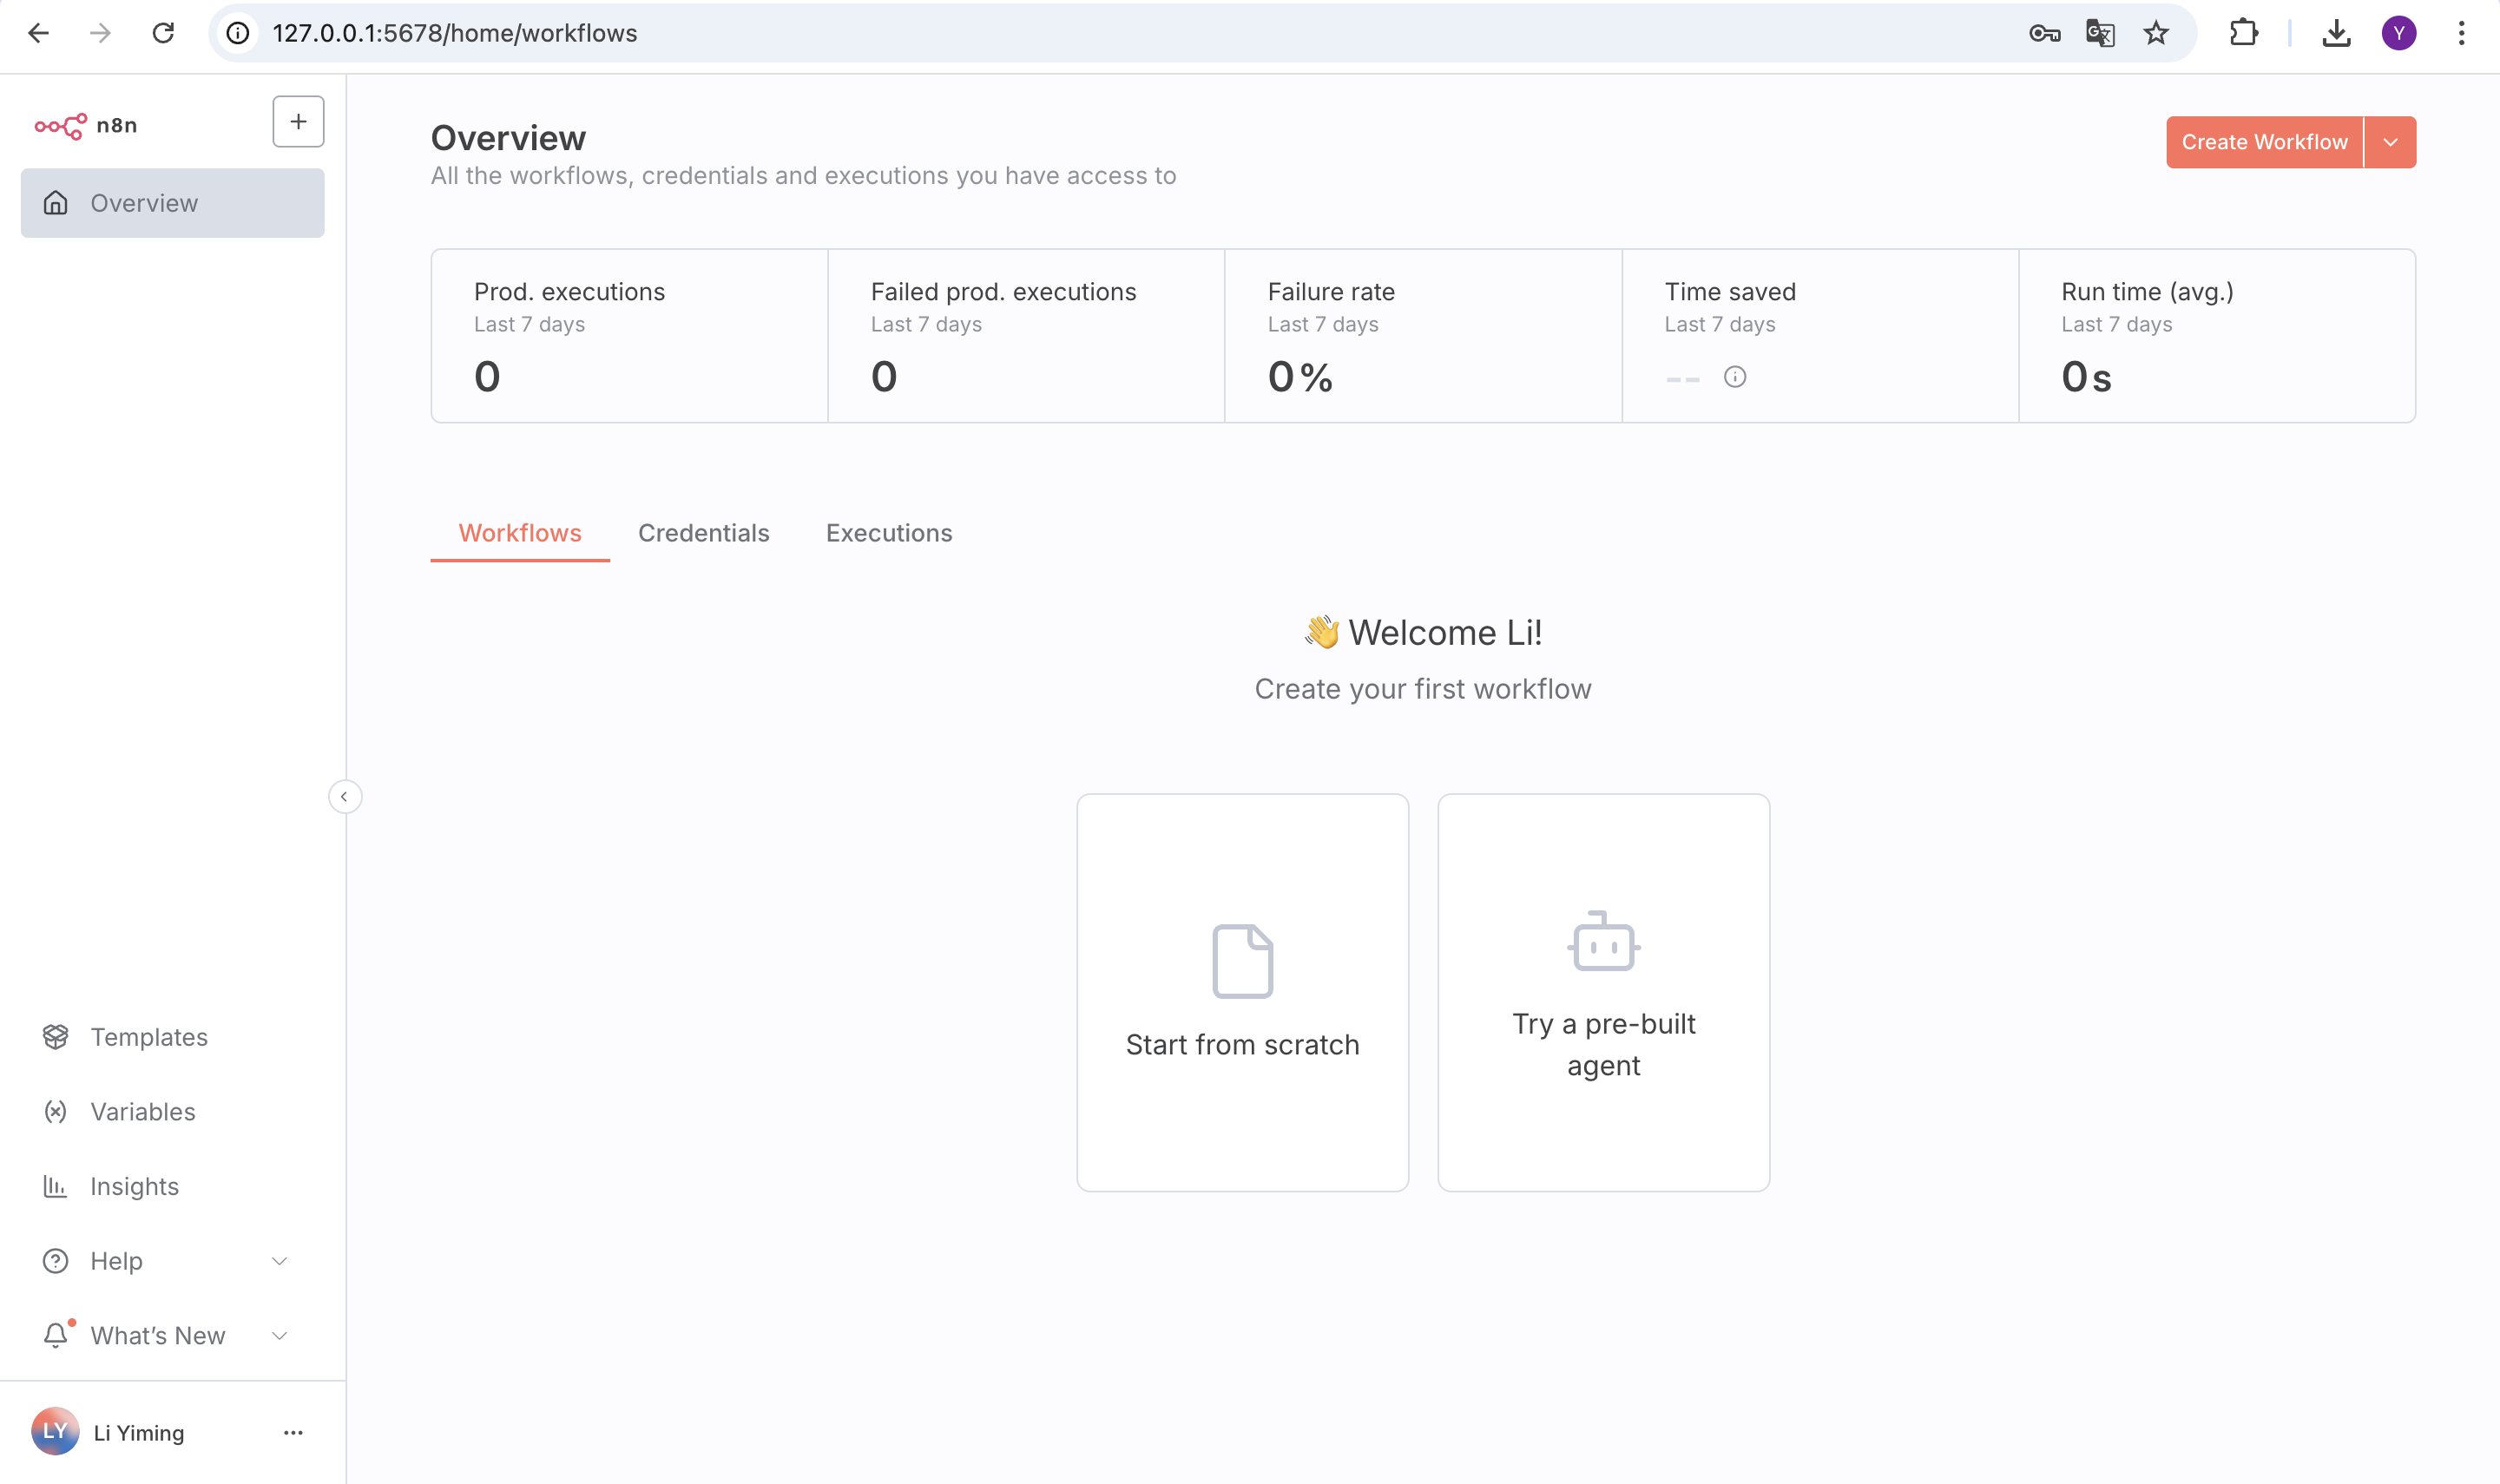 127.0.0.1:5678/home/workflows
Y
n8n
Overview
Overview
All the workflows, credentials and executions you have access to
Create Workflow
Prod. executions
Last 7 days
0
Failed prod. executions
Last 7 days
0
Failure rate
Last 7 days
0%
Time saved
Last 7 days
--
Run time (avg.)
Last 7 days
0s
Workflows
Credentials
Executions
👋 Welcome Li!
Create your first workflow
Start from scratch
Try a pre-built
agent
Templates
Variables
Insights
Help
What’s New
LY
Li Yiming